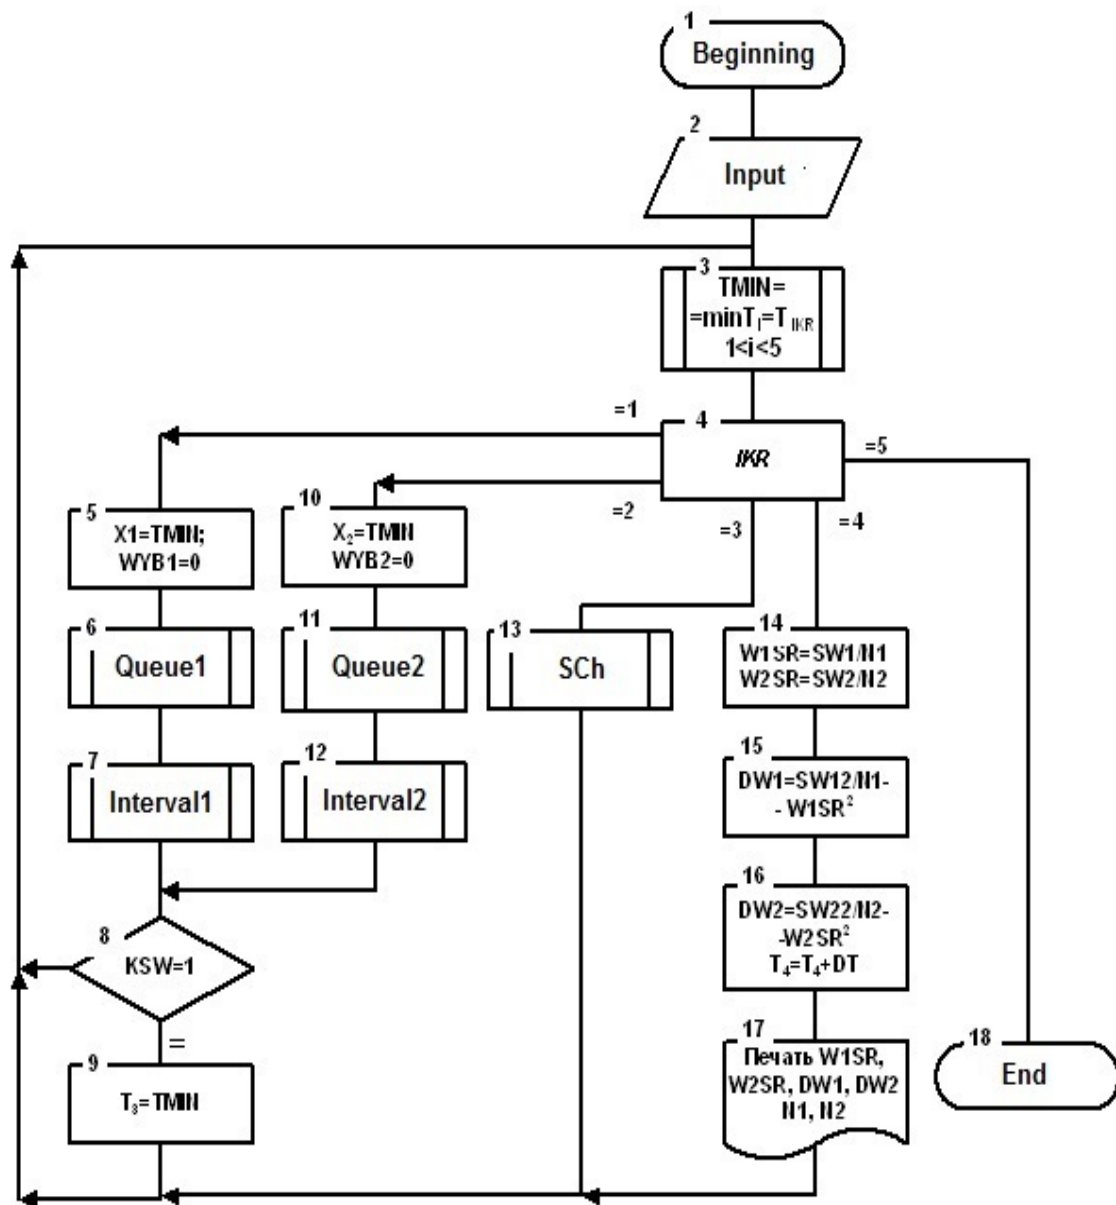 1
Beginning
2
Input
3
TMIN=
=minTI=TIKR
1<i<5
4
IKR
=1
=2
=3
=4
=5
5
X1=TMIN;
WYB1=0
6
Queue1
7
Interval1
8
KSW=1
=
9
T3=TMIN
10
X2=TMIN
WYB2=0
11
Queue2
12
Interval2
13
SCh
14
W1SR=SW1/N1
W2SR=SW2/N2
15
DW1=SW12/N1-
- W1SR²
16
DW2=SW22/N2-
-W2SR²
T4=T4+DT
17
Печать W1SR,
W2SR, DW1, DW2
N1, N2
18
End